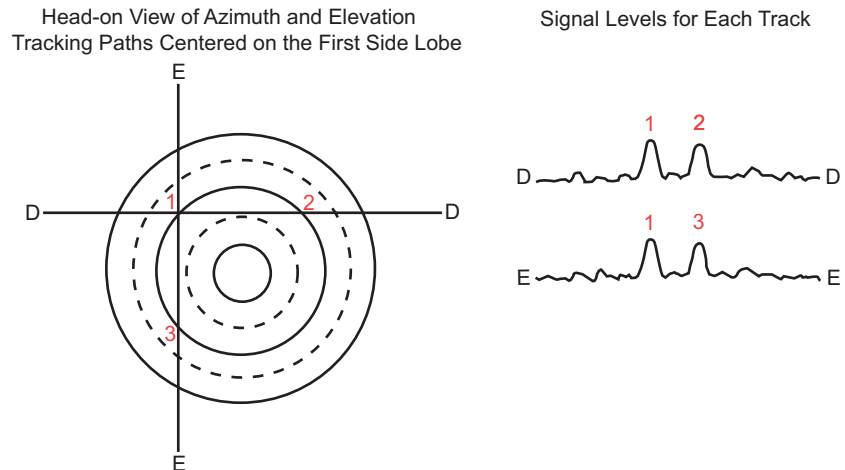 Head-on View of Azimuth and Elevation
Tracking Paths Centered on the First Side Lobe
E
1
2
D
D
3
E
Signal Levels for Each Track
1
2
D
D
1
3
E
E